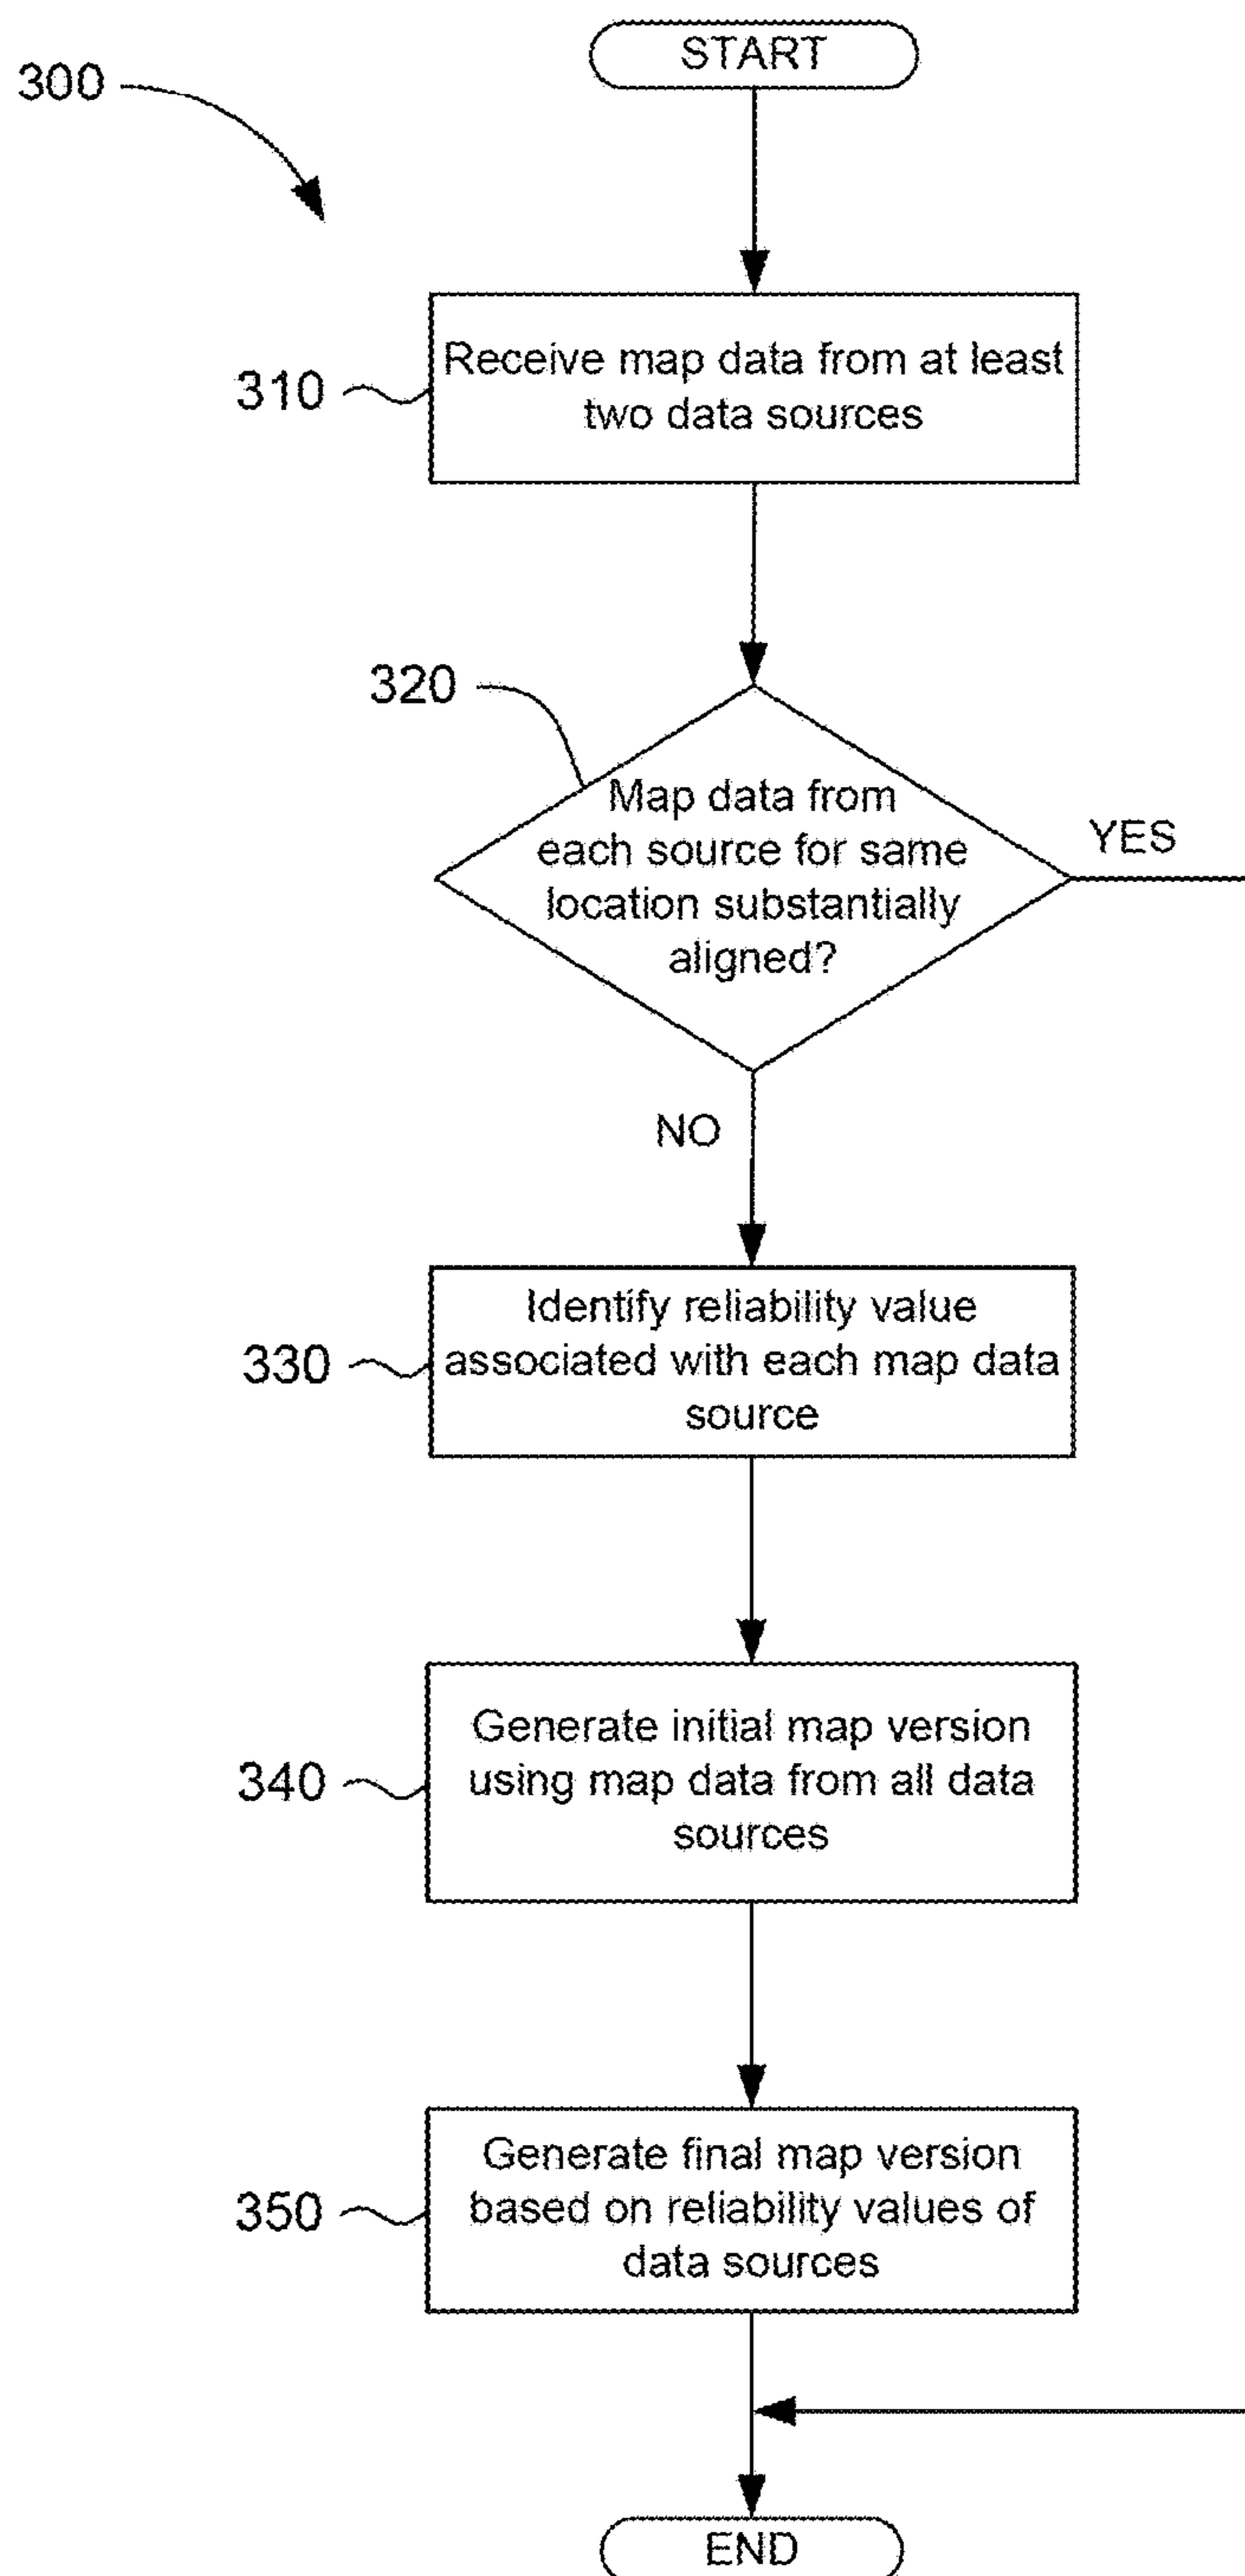 START
300
310
Receive map data from at least
two data sources
320
Map data from
each source for same
location substantially
aligned?
YES
NO
330
Identify reliability value
associated with each map data
source
340
Generate initial map version
using map data from all data
sources
350
Generate final map version
based on reliability values of
data sources
END